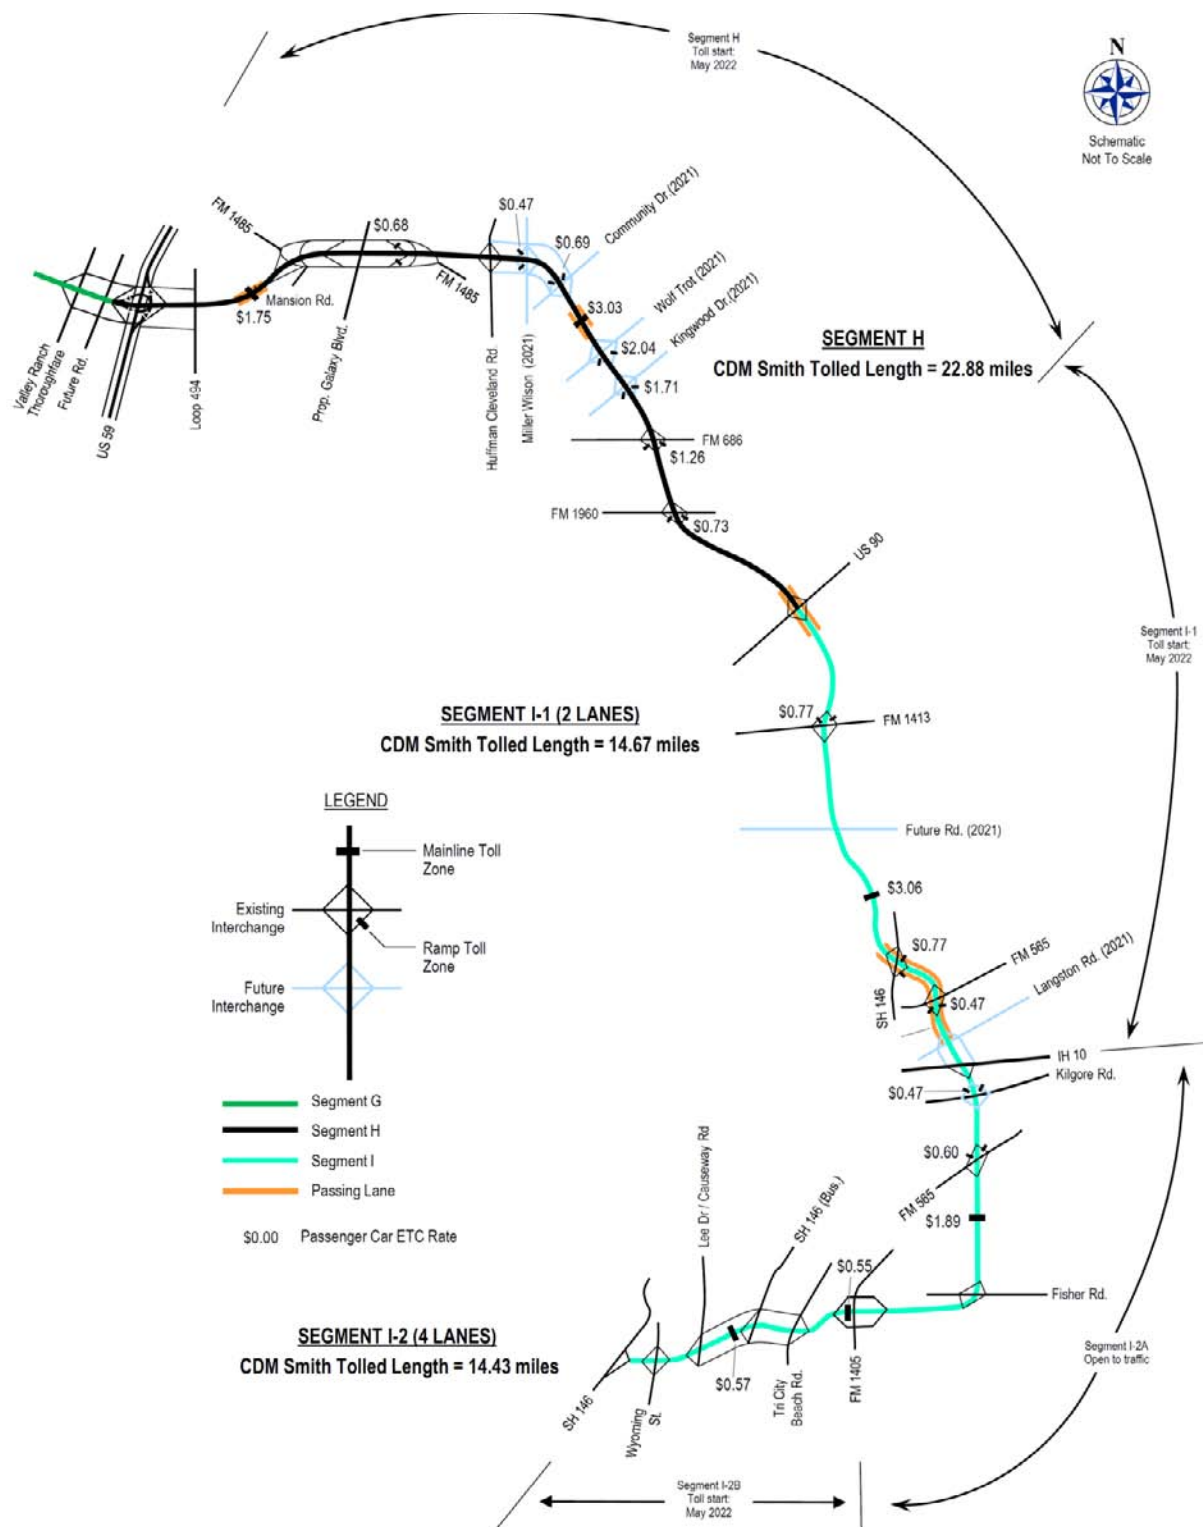 Segment H
Toll start:
May 2022
N
Schematic
Not To Scale
FM 1485
$0.68
$0.47
Community Dr (2021)
$0.69
FM 1485
Mansion Rd.
$1.75
Wolf Trot (2021)
$3.03
Kingwood Dr.(2021)
$2.04
$1.71
SEGMENT H
CDM Smith Tolled Length = 22.88 miles
Valley Ranch
Thoroughfare
Future Rd.
US 59
Loop 494
Prop. Galaxy Blvd.
Huffman Cleveland Rd.
Miller Wilson (2021)
FM 686
$1.26
FM 1960
$0.73
US 90
Segment I-1
Toll start:
May 2022
SEGMENT I-1 (2 LANES)
CDM Smith Tolled Length = 14.67 miles
$0.77
FM 1413
Future Rd. (2021)
LEGEND
Mainline Toll
Zone
Existing
Interchange
Ramp Toll
Zone
Future
Interchange
Segment G
Segment H
Segment I
Passing Lane
$0.00 Passenger Car ETC Rate
$3.06
$0.77
SH 146
FM 565
$0.47
Langston Rd. (2021)
IH 10
Kilgore Rd.
$0.47
$0.60
FM 565
$1.89
Fisher Rd.
Lee Dr / Causeway Rd
SH 146 (Bus.)
$0.55
SEGMENT I-2 (4 LANES)
CDM Smith Tolled Length = 14.43 miles
$0.57
Tri City
Beach Rd.
FM 1405
SH 146
Wyoming
St.
Segment I-2A
Open to traffic
Segment I-2B
Toll start:
May 2022